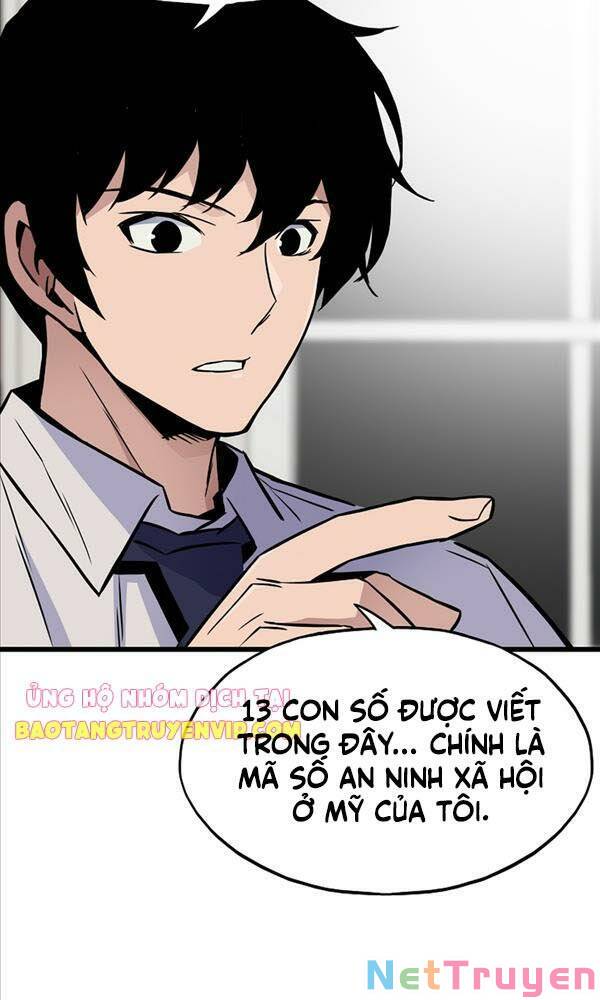 ỦNG HỘ NHÓM DỊCH TẠI
BAOTANGTRUYENVIP.COM
13 CON SỐ ĐƯỢC VIẾT
TRONG ĐÂY... CHÍNH LÀ
MÃ SỐ AN NINH XÃ HỘI
Ở MỸ CỦA TÔI.
NetTruyen